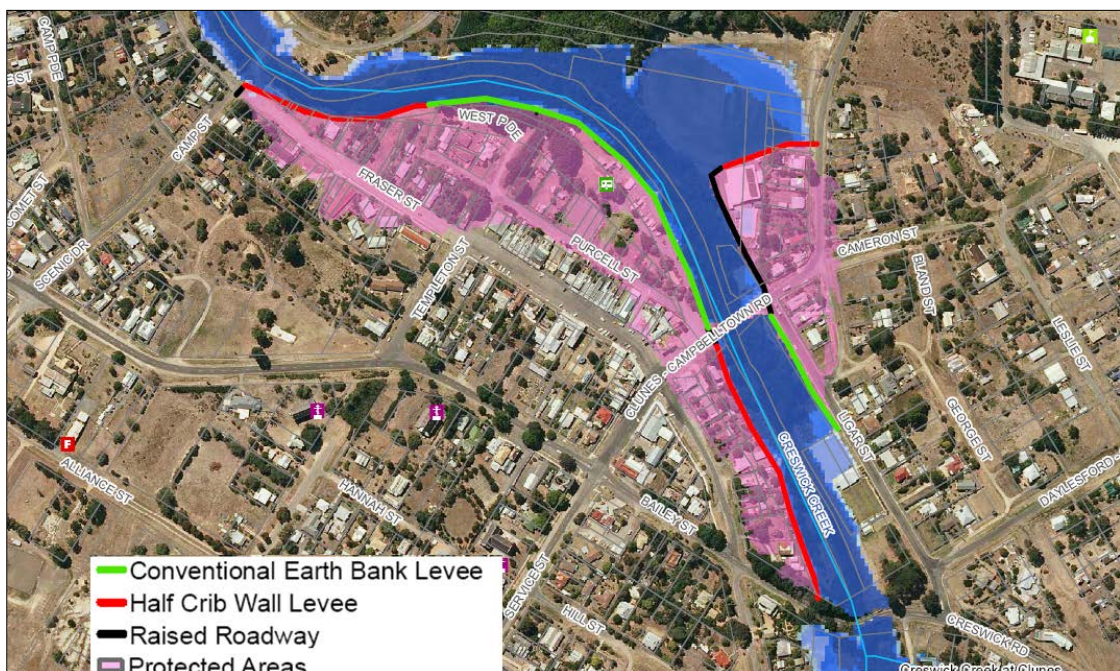 CAMP PDE
CAMP ST
COMET ST
SCENIC DR
WEST PDE
FRASER ST
TEMPLETON ST
PURCELL ST
CLUNES - CAMPBELLTOWN RD
CAMERON ST
BLAND ST
LESLIE ST
GEORGE ST
LIGAR ST
DAYLESFORD -
CRESWICK CREEK
CRESWICK RD
F
ALLIANCE ST
HANNAH ST
BAILEY ST
SERVICE ST
HILL ST
Conventional Earth Bank Levee
Half Crib Wall Levee
Raised Roadway
Protected Areas
Creswick Creek at Clunes